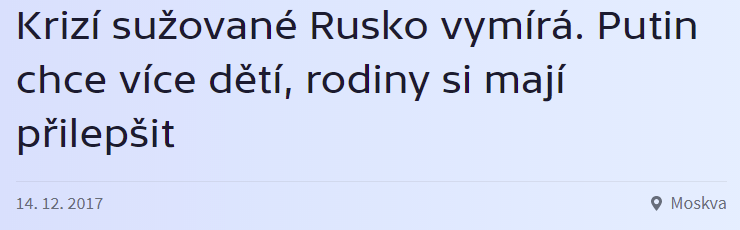 Krizí sužované Rusko vymírá. Putin
chce více dětí, rodiny si mají
přilepšit
14. 12. 2017
Moskva